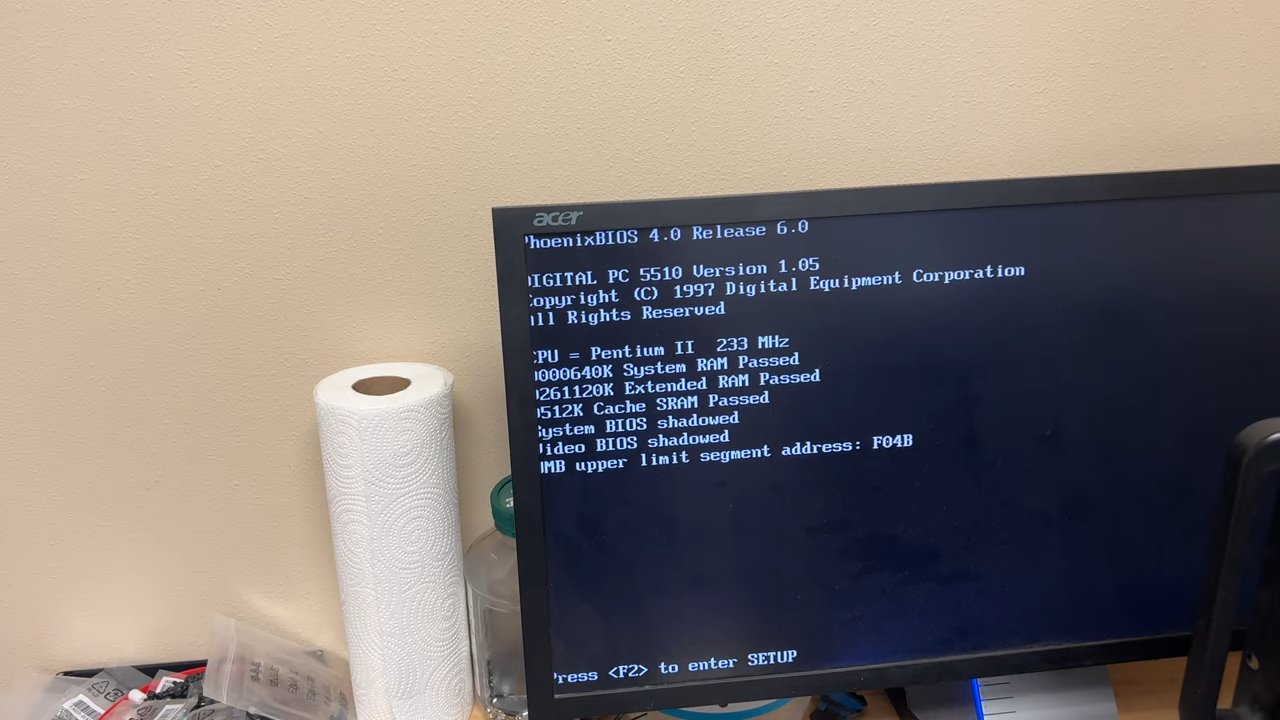 acer
PhoenixBIOS 4.0 Release 6.0
DIGITAL PC 5510 Version 1.05
Copyright (C) 1997 Digital Equipment Corporation
All Rights Reserved
CPU = Pentium II 233 MHz
0000640K System RAM Passed
0261120K Extended RAM Passed
0512K Cache SRAM Passed
System BIOS shadowed
Video BIOS shadowed
UMB upper limit segment address: F04B
Press <F2> to enter SETUP